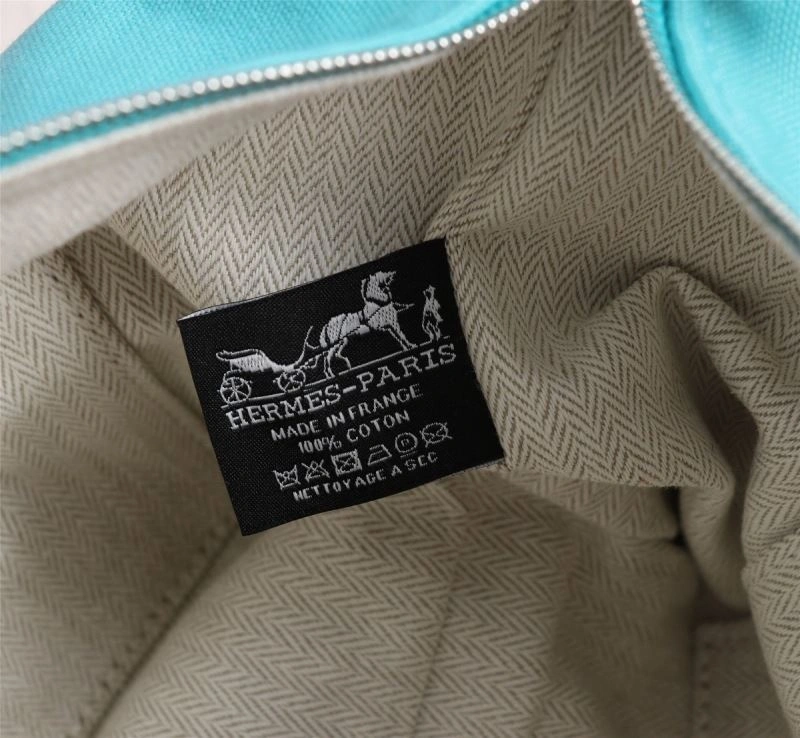 HERMES-PARIS
MADE IN FRANCE
100% COTON
NETTOYAGE A SEC